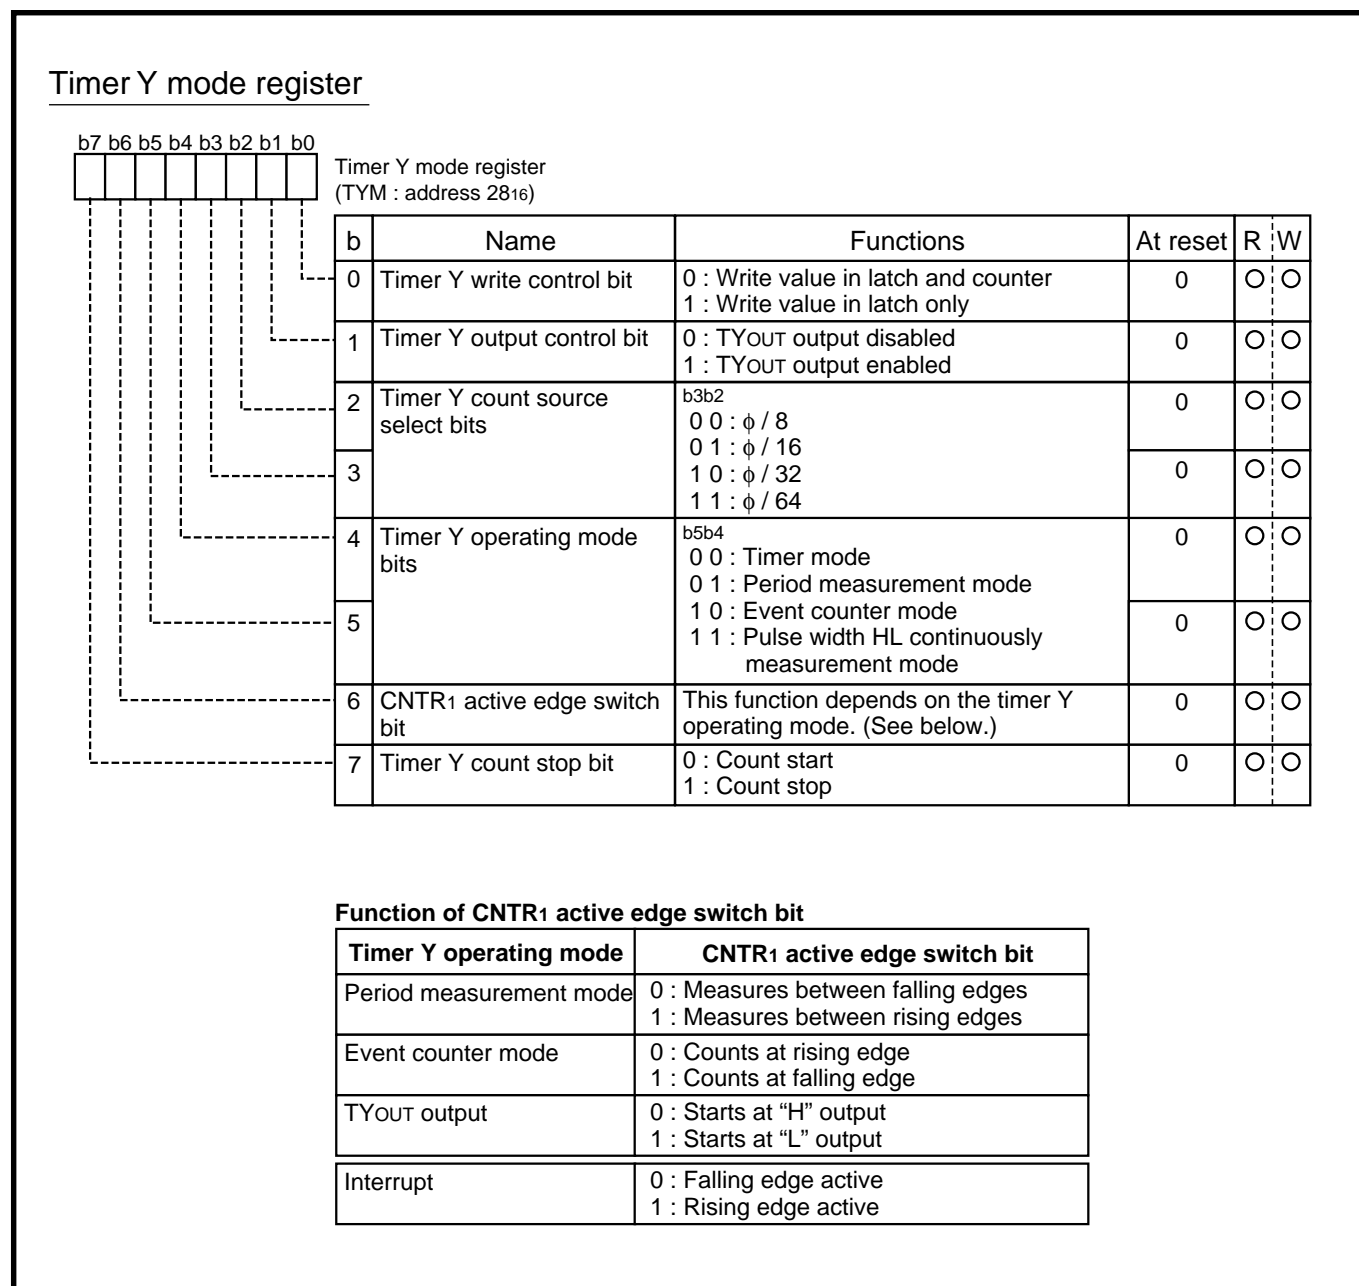 Timer Y mode register
b7 b6 b5 b4 b3 b2 b1 b0
Timer Y mode register
(TYM : address 2816)
b Name Functions At reset R W
0 Timer Y write control bit 0 : Write value in latch and counter 0
1 : Write value in latch only
1 Timer Y output control bit 0 : TYOUT output disabled 0
1 : TYOUT output enabled
2 Timer Y count source select bits b3b2 0
0 0 : ϕ / 8
0 1 : ϕ / 16
3 1 0 : ϕ / 32 0
1 1 : ϕ / 64
4 Timer Y operating mode bits b5b4 0
0 0 : Timer mode
0 1 : Period measurement mode
5 1 0 : Event counter mode 0
1 1 : Pulse width HL continuously
measurement mode
6 CNTR1 active edge switch bit This function depends on the timer Y 0
operating mode. (See below.)
7 Timer Y count stop bit 0 : Count start 0
1 : Count stop
Function of CNTR1 active edge switch bit
Timer Y operating mode CNTR1 active edge switch bit
Period measurement mode 0 : Measures between falling edges
1 : Measures between rising edges
Event counter mode 0 : Counts at rising edge
1 : Counts at falling edge
TYOUT output 0 : Starts at “H” output
1 : Starts at “L” output
Interrupt 0 : Falling edge active
1 : Rising edge active